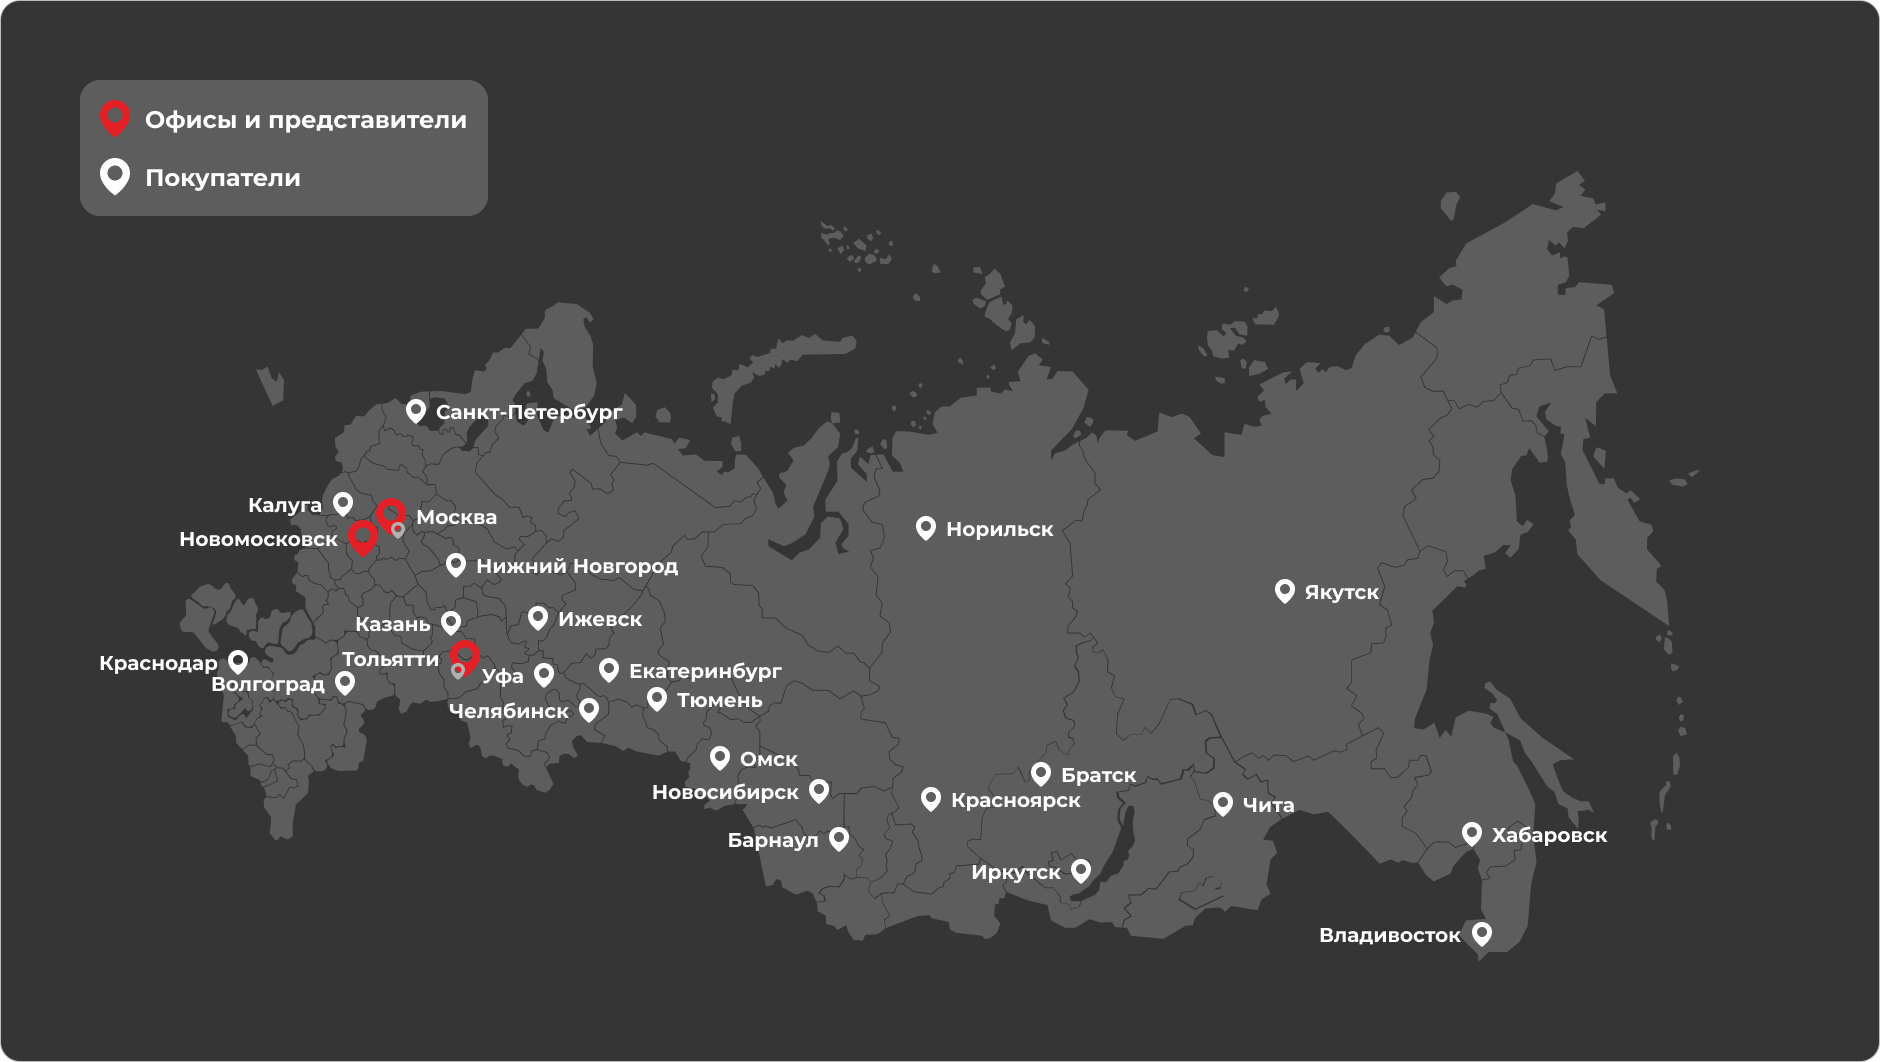 Офисы и представители
Покупатели
Санкт-Петербург
Калуга
Москва
Новомосковск
Норильск
Нижний Новгород
Якутск
Ижевск
Казань
Тольятти
Краснодар
Екатеринбург
Уфа
Волгоград
Тюмень
Челябинск
Омск
Братск
Новосибирск
Красноярск
Чита
Хабаровск
Барнаул
Иркутск
Владивосток